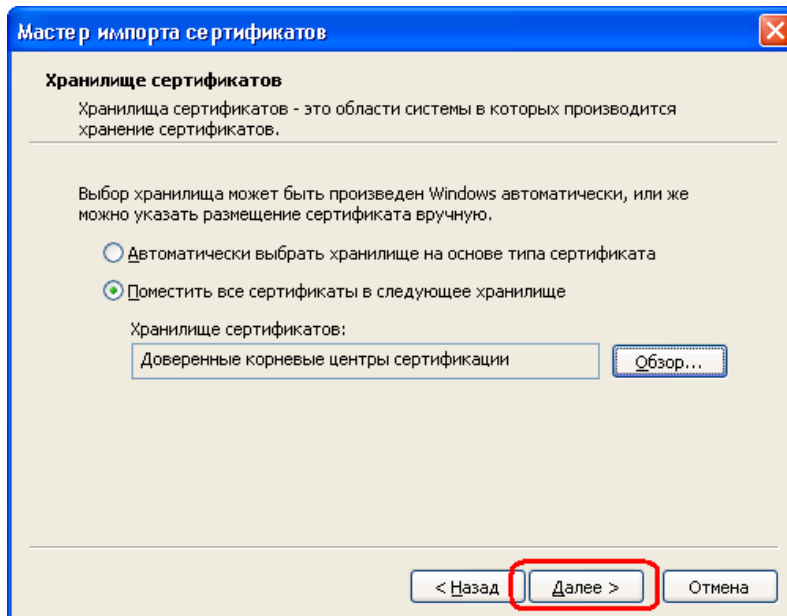 Мастер импорта сертификатов
Хранилище сертификатов
Хранилища сертификатов - это области системы в которых производится
хранение сертификатов.
Выбор хранилища может быть произведен Windows автоматически, или же
можно указать размещение сертификата вручную.
Автоматически выбрать хранилище на основе типа сертификата
Поместить все сертификаты в следующее хранилище
Хранилище сертификатов:
Доверенные корневые центры сертификации
Обзор...
< Назад
Далее >
Отмена